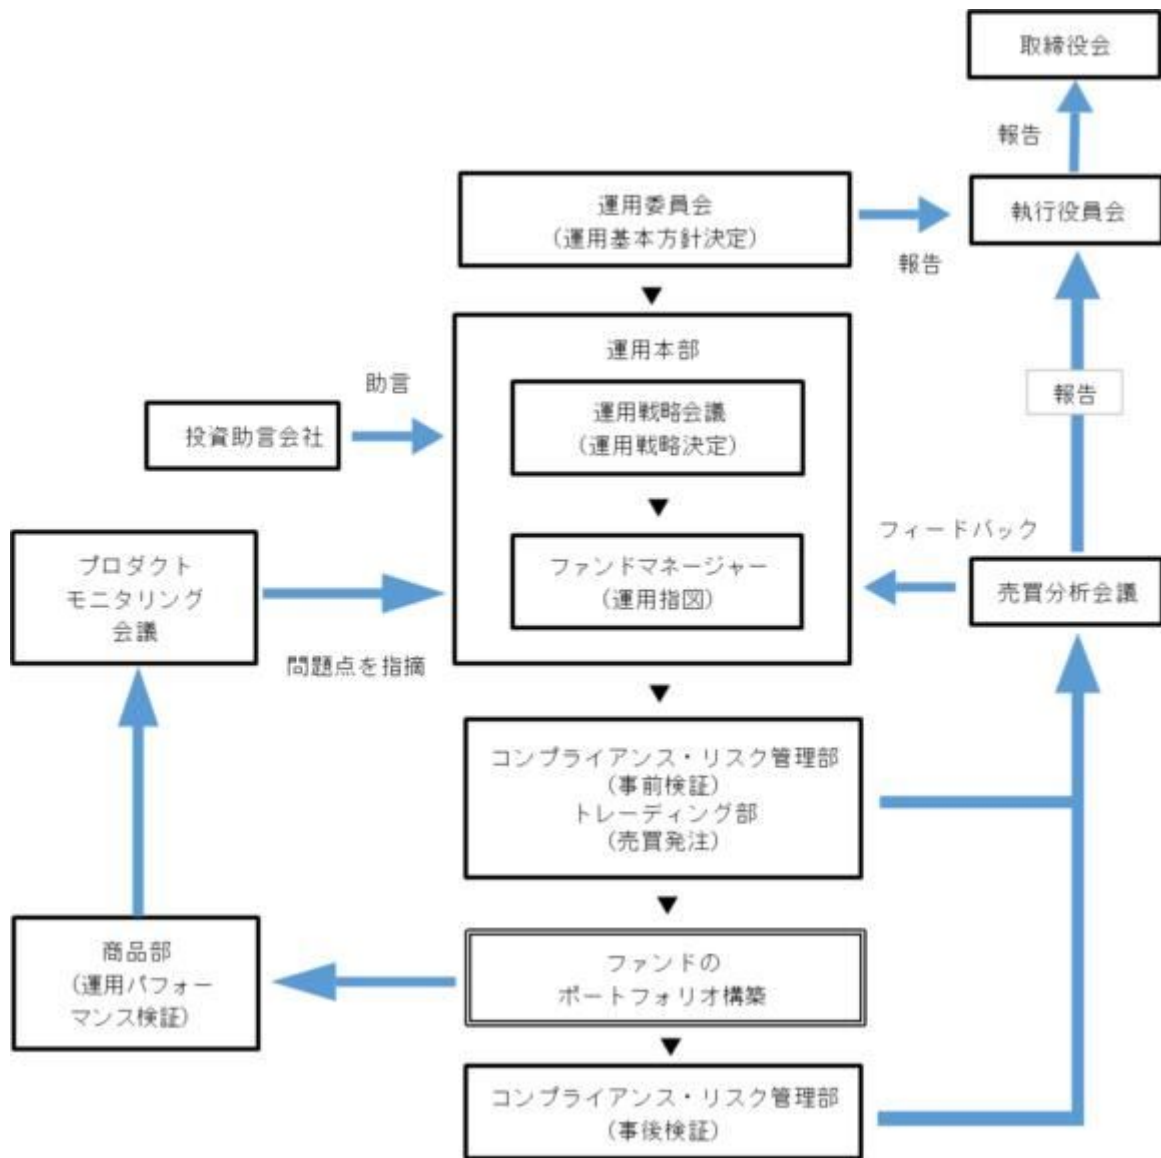 取締役会
報告
運用委員会
(運用基本方針決定)
執行役員会
報告
運用本部
助言
運用戦略会議
(運用戦略決定)
報告
投資助言会社
フィードバック
プロダクト
モニタリング
会議
ファンドマネージャー
(運用指図)
売買分析会議
問題点を指摘
コンプライアンス・リスク管理部
(事前検証)
トレーディング部
(売買発注)
商品部
(運用パフォー
マンス検証)
ファンドの
ポートフォリオ構築
コンプライアンス・リスク管理部
(事後検証)